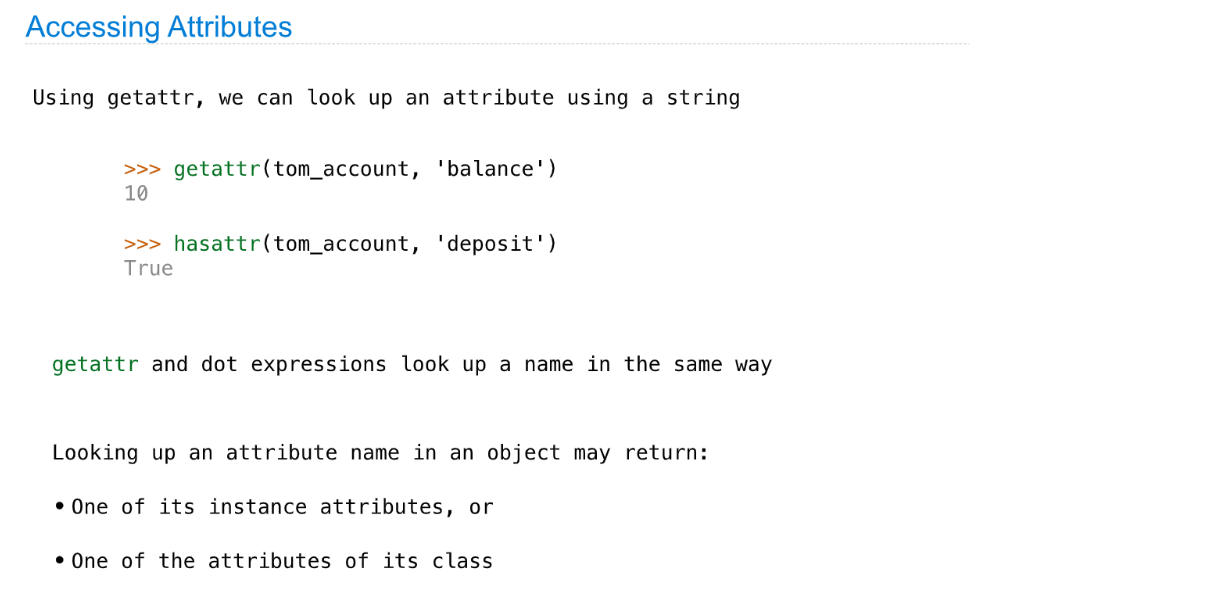 Accessing Attributes
Using getattr, we can look up an attribute using a string
>>> getattr(tom_account, 'balance')
10
>>> hasattr(tom_account, 'deposit')
True
getattr and dot expressions look up a name in the same way
Looking up an attribute name in an object may return:
• One of its instance attributes, or
• One of the attributes of its class